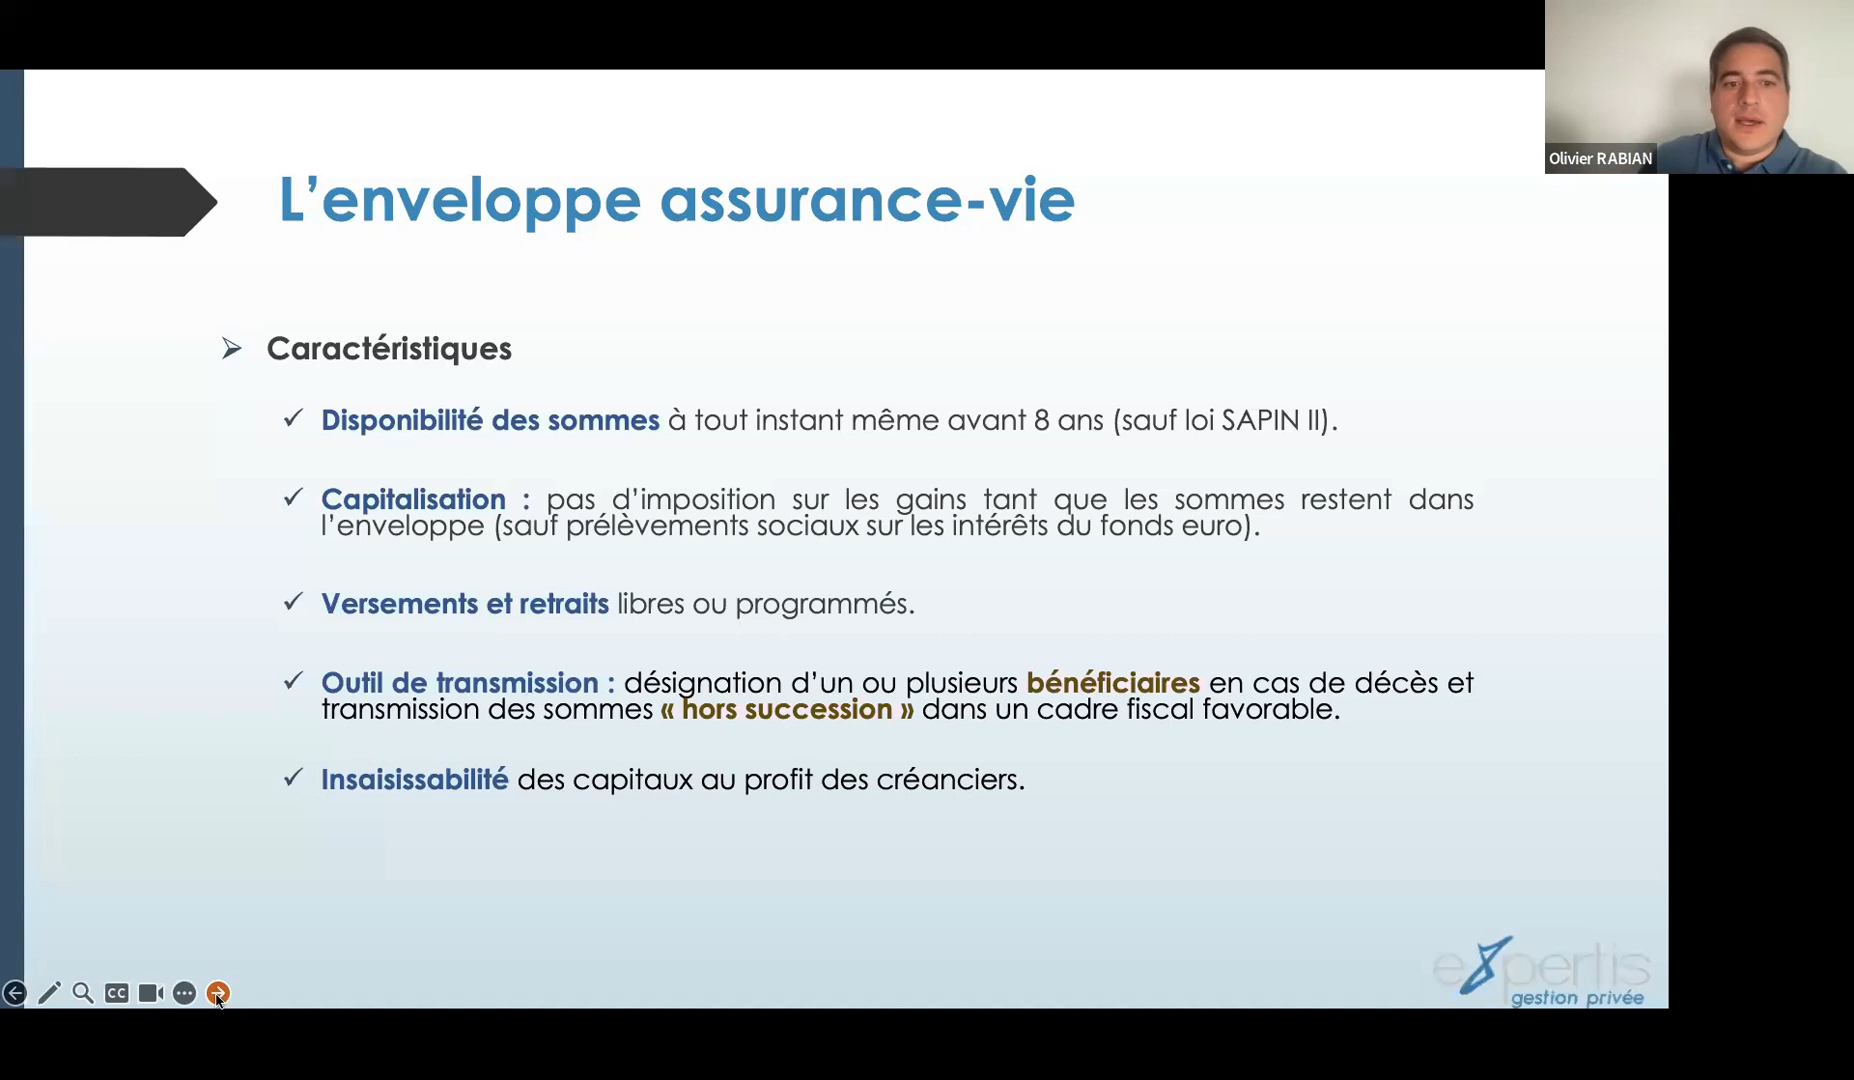 Olivier RABIAN
L’enveloppe assurance-vie
Caractéristiques
Disponibilité des sommes à tout instant même avant 8 ans (sauf loi SAPIN II).
Capitalisation : pas d’imposition sur les gains tant que les sommes restent dans
l’enveloppe (sauf prélèvements sociaux sur les intérêts du fonds euro).
Versements et retraits libres ou programmés.
Outil de transmission : désignation d’un ou plusieurs bénéficiaires en cas de décès et
transmission des sommes « hors succession » dans un cadre fiscal favorable.
Insaisissabilité des capitaux au profit des créanciers.
CC
expertis
gestion privée